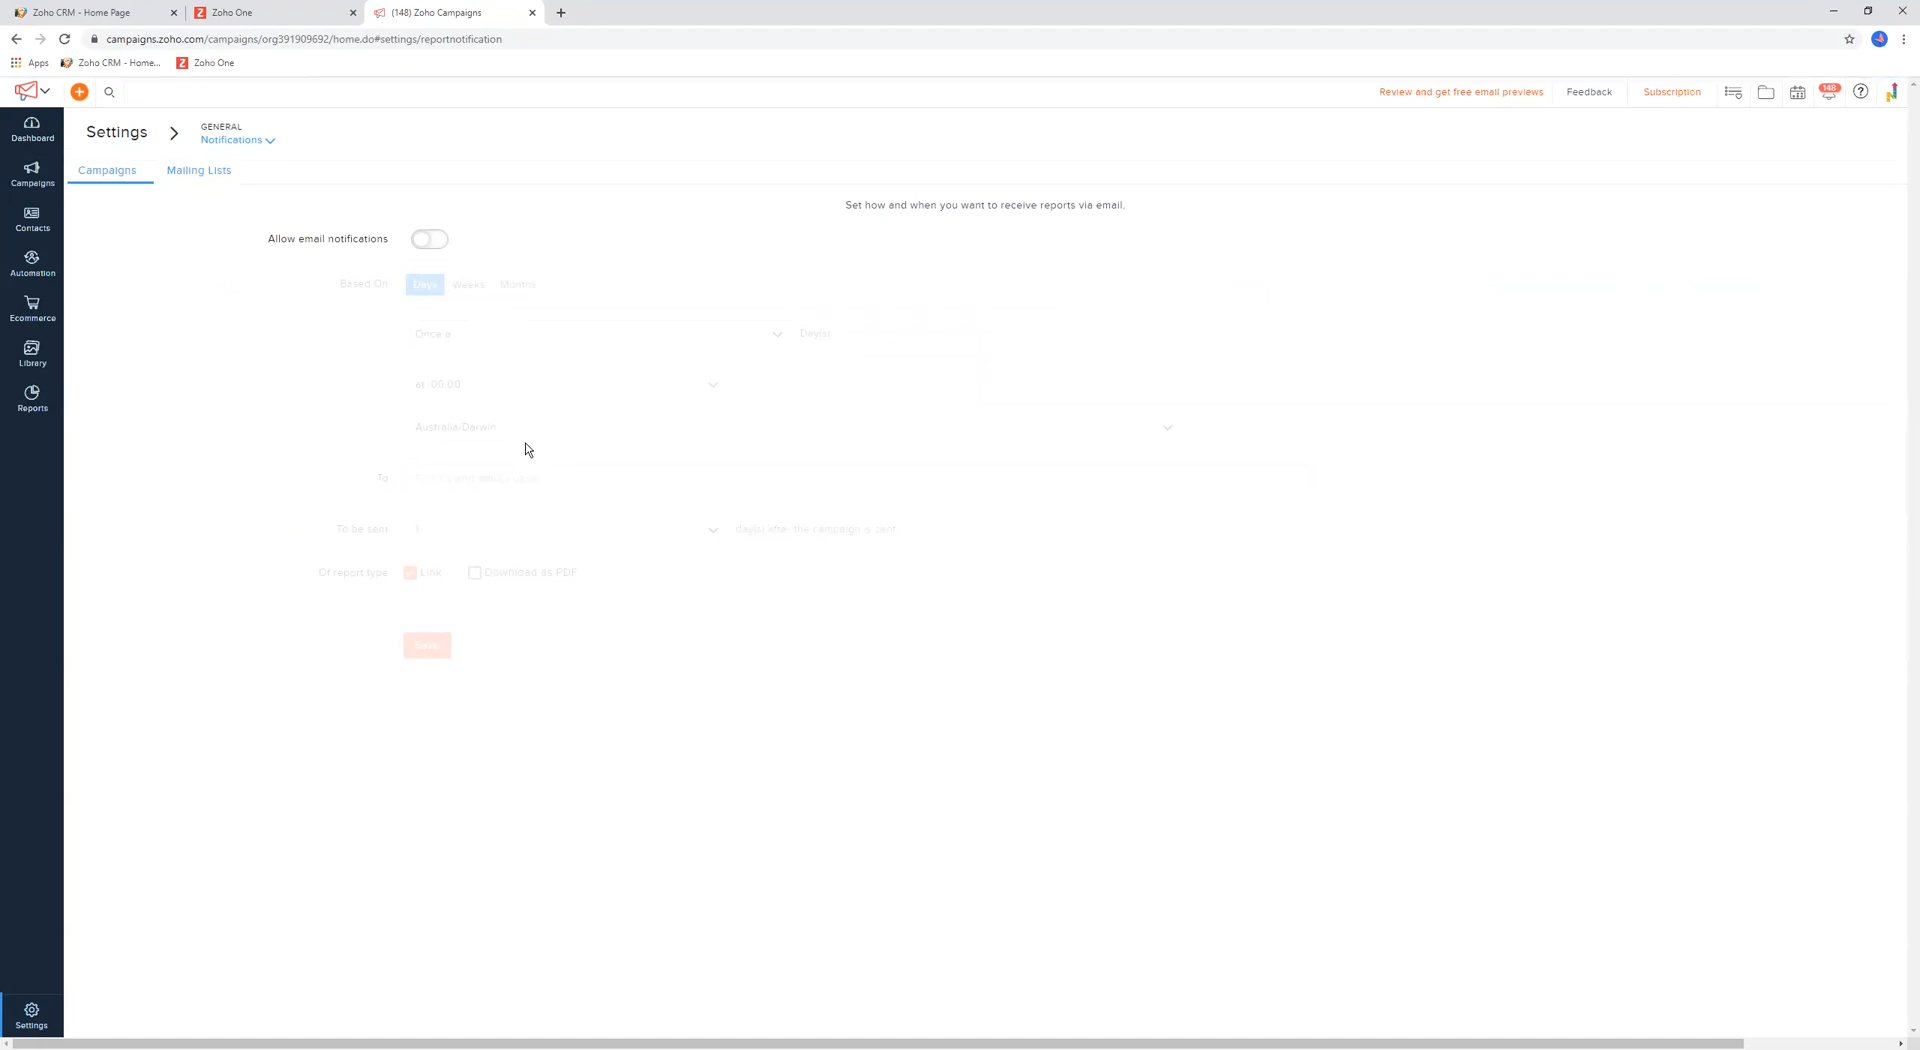 Zoho CRM - Home Page
Zoho One
(148) Zoho Campaigns
campaigns.zoho.com/campaigns/org391909692/home.do#settings/reportnotification
Apps
Zoho CRM - Home...
Zoho One
Review and get free email previews
Feedback
Subscription
148
Dashboard
Campaigns
Contacts
Automation
Ecommerce
Library
Reports
Settings
Settings
GENERAL
Notifications
Campaigns
Mailing Lists
Set how and when you want to receive reports via email.
Allow email notifications
Based On
Days
Weeks
Months
Once a
Day(s)
at 00:00
Australia/Darwin
To
To be sent
1
day(s) after the campaign is sent.
Of report type
Link
Download as PDF
Save